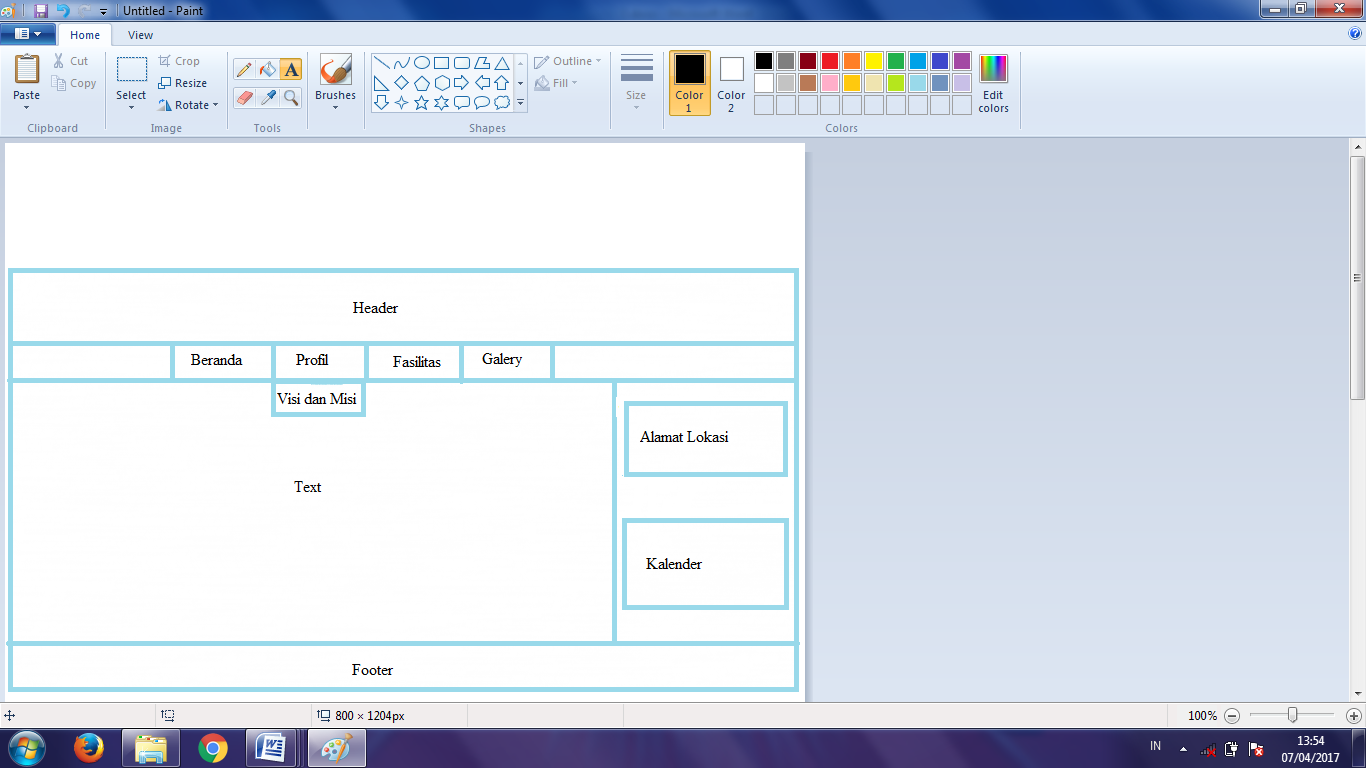 Untitled - Paint
Home View
Paste
Cut
Copy
Clipboard
Select
Crop
Resize
Rotate
Image
A
Tools
Brushes
Outline
Fill
Shapes
Size
Color 1
Color 2
Edit colors
Colors
Header
Beranda Profil Fasilitas Galery
Visi dan Misi
Text
Alamat Lokasi
Kalender
Footer
800 × 1204px
100%
IN
13:54
07/04/2017